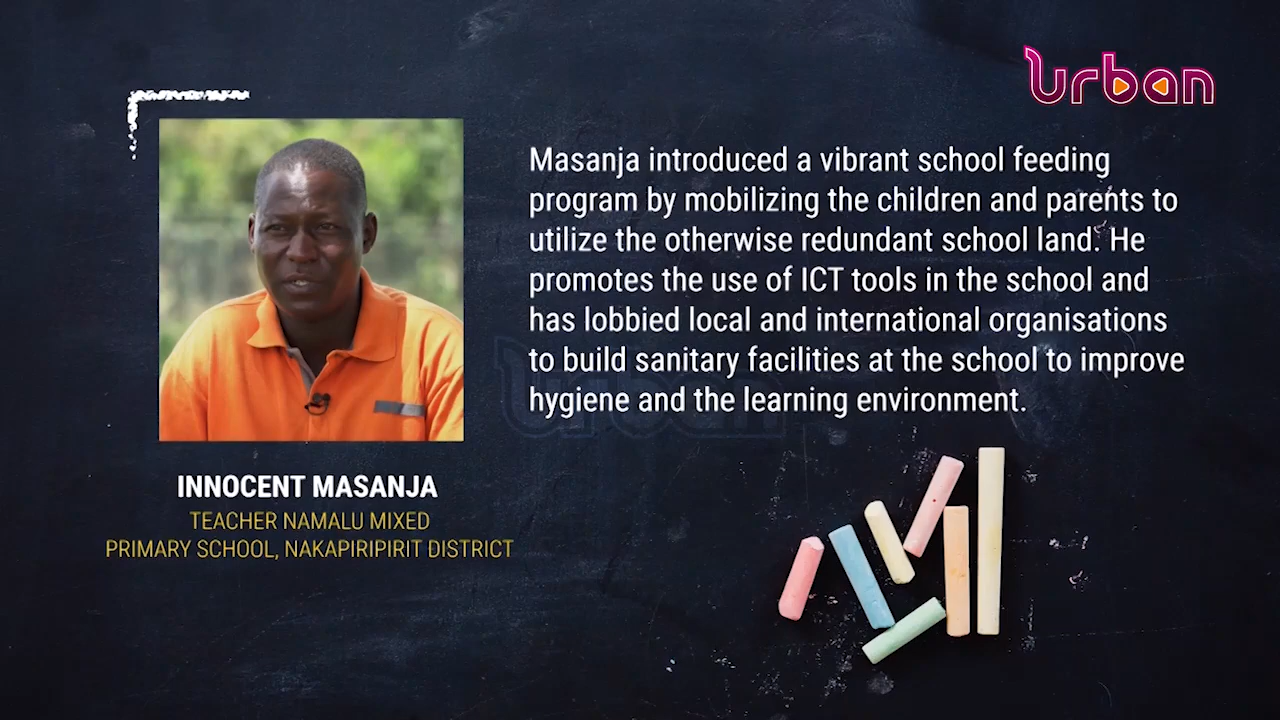 Urban
Masanja introduced a vibrant school feeding
program by mobilizing the children and parents to
utilize the otherwise redundant school land. He
promotes the use of ICT tools in the school and
has lobbied local and international organisations
to build sanitary facilities at the school to improve
hygiene and the learning environment.
Urban
INNOCENT MASANJA
TEACHER NAMALU MIXED
PRIMARY SCHOOL, NAKAPIRIPIRIT DISTRICT